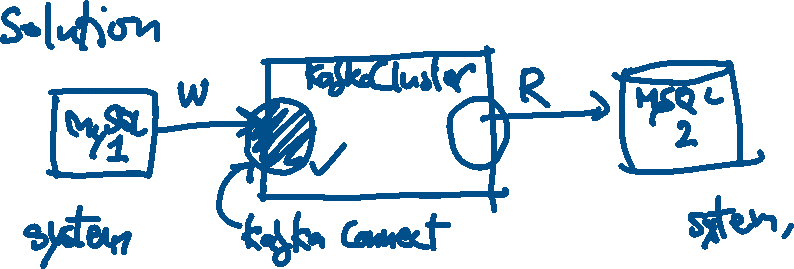 Solution
KafkaCluster
W
R
MySQL
1
MySQL
2
system
Kafka Connect
system,